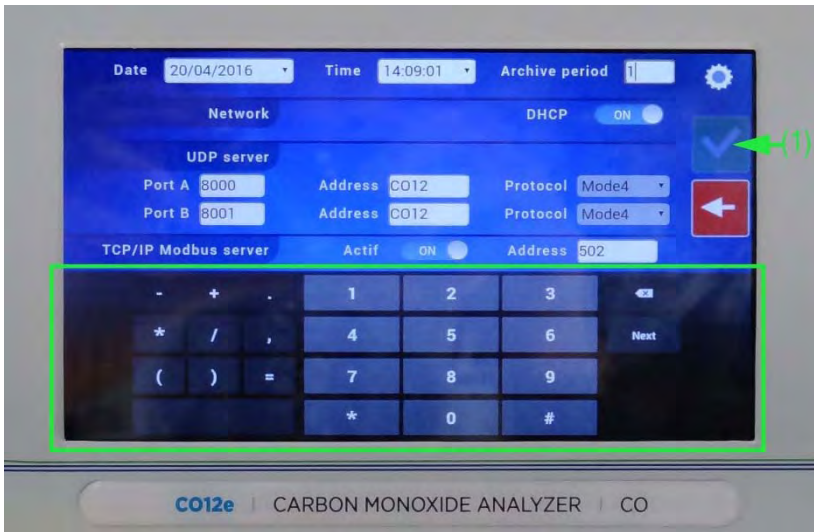 Date 20/04/2016 Time 14:09:01 Archive period 1
Network DHCP ON
UDP server
Port A 8000 Address CO12 Protocol Mode4
Port B 8001 Address CO12 Protocol Mode4
TCP/IP Modbus server Actif ON Address 502
(1)
- + . 1 2 3
* / , 4 5 6 Next
( ) = 7 8 9
* 0 #
CO12e | CARBON MONOXIDE ANALYZER | CO